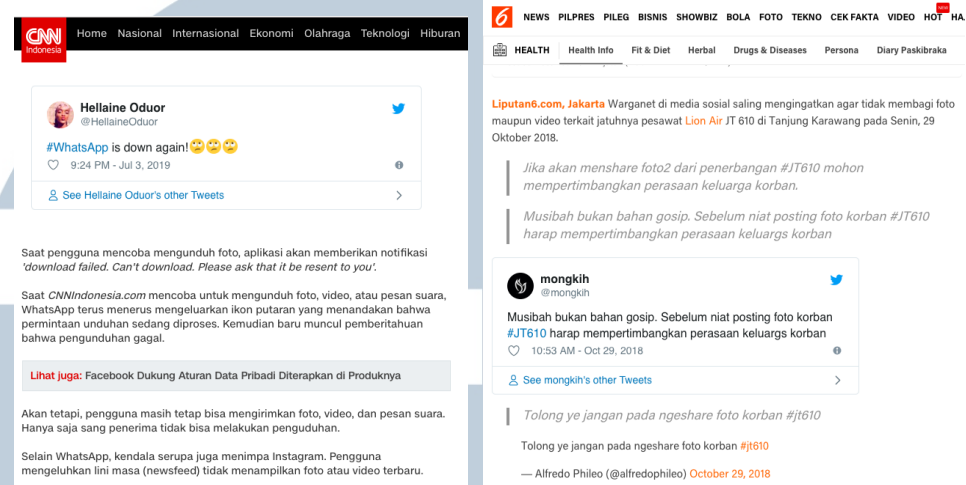 CNN
Indonesia
Home Nasional Internasional Ekonomi Olahraga Teknologi Hiburan
Hellaine Oduor
@HellaineOduor
#WhatsApp is down again!🙄🙄🙄
9:24 PM - Jul 3, 2019
See Hellaine Oduor's other Tweets
Saat pengguna mencoba mengunduh foto, aplikasi akan memberikan notifikasi
'download failed. Can't download. Please ask that it be resent to you'.
Saat CNNIndonesia.com mencoba untuk mengunduh foto, video, atau pesan suara,
WhatsApp terus menerus mengeluarkan ikon putaran yang menandakan bahwa
permintaan unduhan sedang diproses. Kemudian baru muncul pemberitahuan
bahwa pengunduhan gagal.
Lihat juga: Facebook Dukung Aturan Data Pribadi Diterapkan di Produknya
Akan tetapi, pengguna masih tetap bisa mengirimkan foto, video, dan pesan suara.
Hanya saja sang penerima tidak bisa melakukan penguduhan.
Selain WhatsApp, kendala serupa juga menimpa Instagram. Pengguna
mengeluhkan lini masa (newsfeed) tidak menampilkan foto atau video terbaru.
6 NEWS PILPRES PILEG BISNIS SHOWBIZ BOLA FOTO TEKNO CEK FAKTA VIDEO HOT HA
HEALTH Health Info Fit & Diet Herbal Drugs & Diseases Persona Diary Paskibraka
Liputan6.com, Jakarta Warganet di media sosial saling mengingatkan agar tidak membagi foto
maupun video terkait jatuhnya pesawat Lion Air JT 610 di Tanjung Karawang pada Senin, 29
Oktober 2018.
Jika akan menshare foto2 dari penerbangan #JT610 mohon
mempertimbangkan perasaan keluarga korban.
Musibah bukan bahan gosip. Sebelum niat posting foto korban #JT610
harap mempertimbangkan perasaan keluargs korban
mongkih
@mongkih
Musibah bukan bahan gosip. Sebelum niat posting foto korban
#JT610 harap mempertimbangkan perasaan keluargs korban
10:53 AM - Oct 29, 2018
See mongkih's other Tweets
Tolong ye jangan pada ngeshare foto korban #jt610
Tolong ye jangan pada ngeshare foto korban #jt610
— Alfredo Phileo (@alfredophileo) October 29, 2018